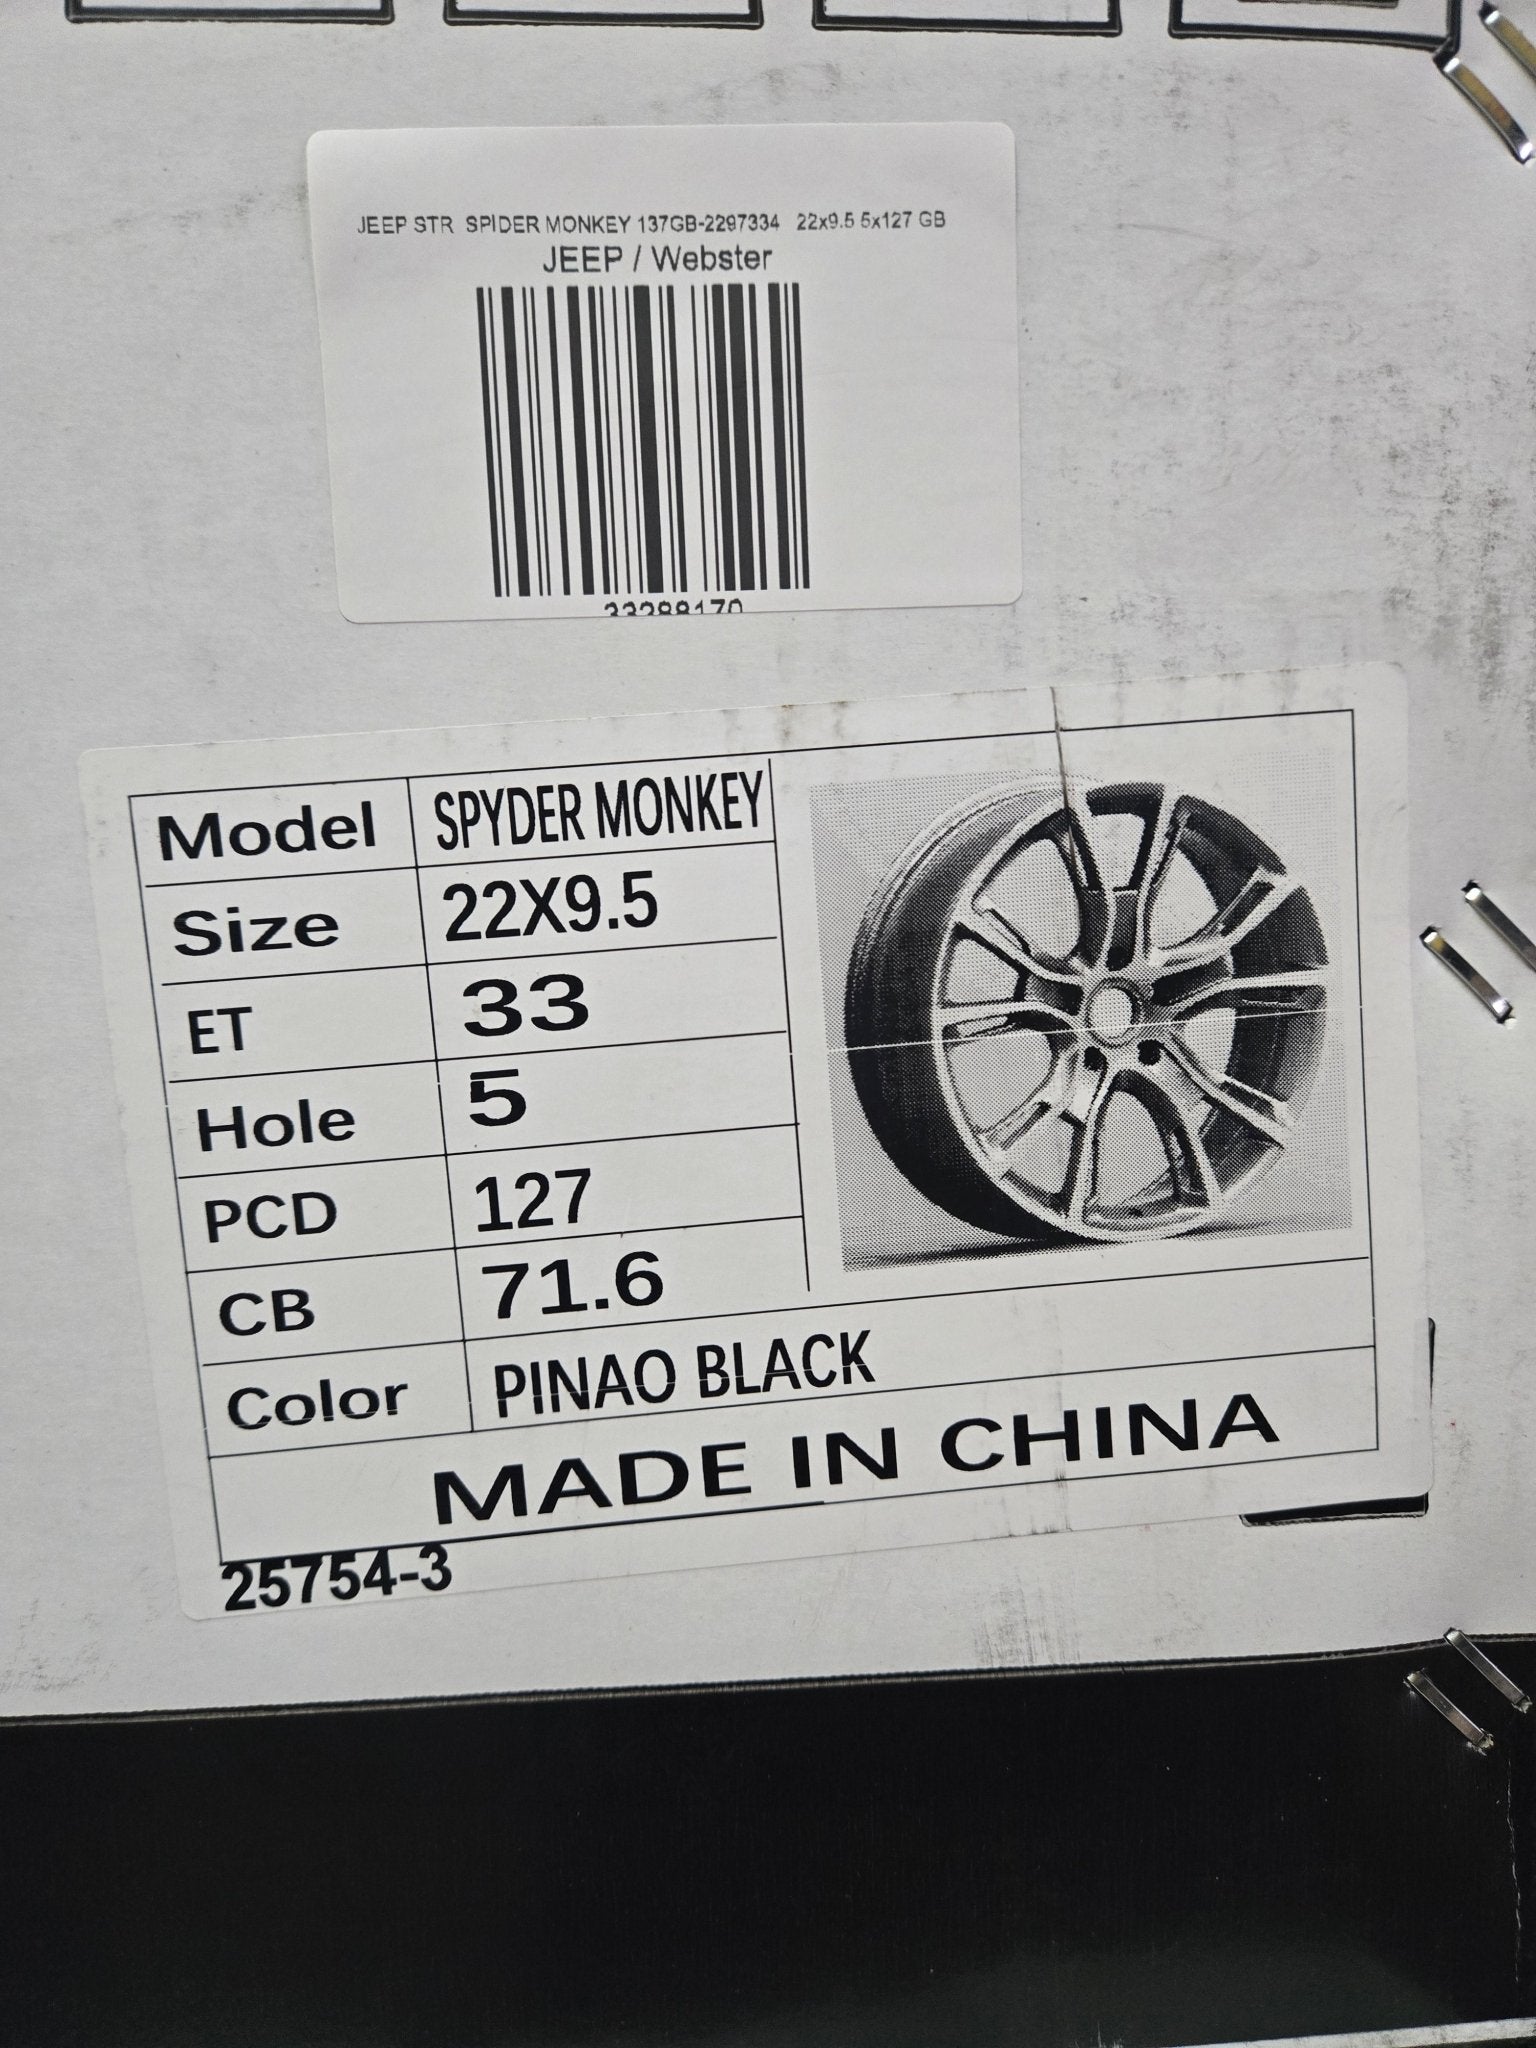 JEEP STR SPIDER MONKEY 137GB-2297334 22x9.5 5x127 GB
JEEP / Webster
33288170
Model SPYDER MONKEY
Size 22X9.5
ET 33
Hole 5
PCD 127
CB 71.6
Color PINAO BLACK
MADE IN CHINA
25754-3